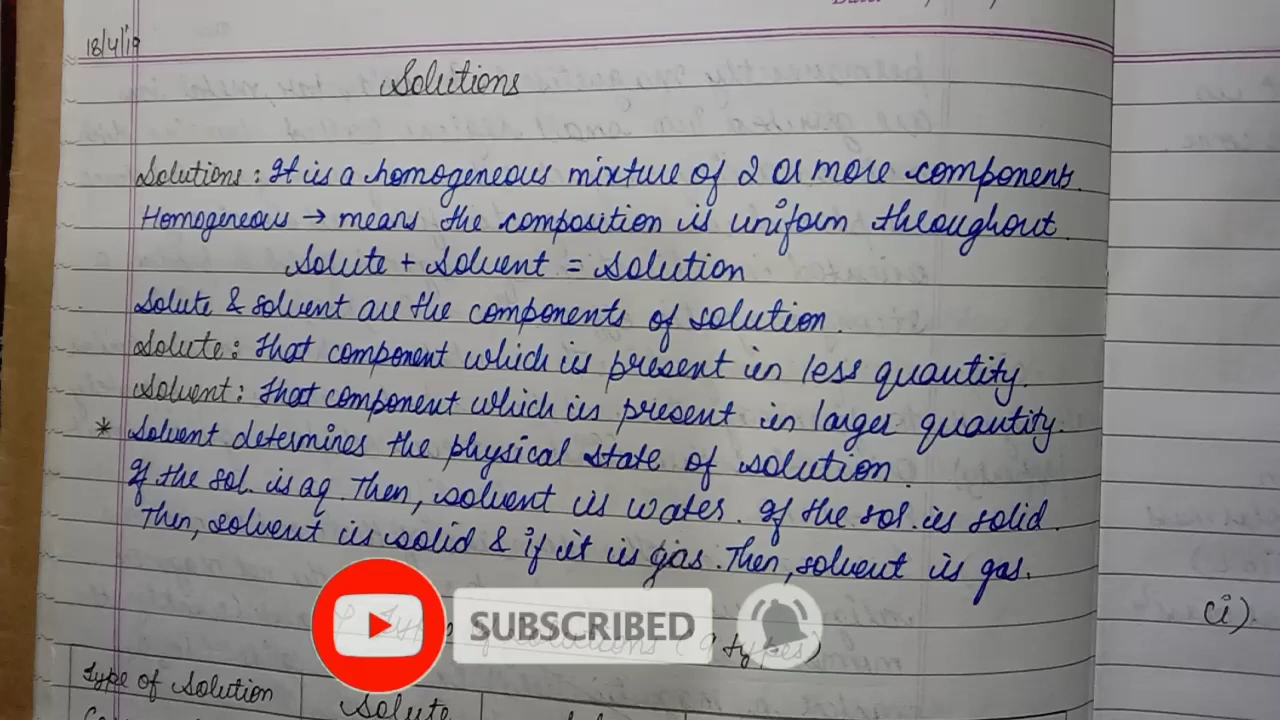 18/4/19
Solutions
Solutions: It is a homogeneous mixture of 2 or more components.
Homogeneous → means the composition is uniform throughout.
Solute + Solvent = Solution
Solute & solvent are the components of solution.
Solute: that component which is present in less quantity.
Solvent: that component which is present in larger quantity.
* Solvent determines the physical state of solution.
If the sol. is aq. Then, solvent is water. If the sol. is solid.
Then, solvent is solid & if it is gas. Then, solvent is gas.
SUBSCRIBED
solutions (9 types)
(i)
Type of Solution
Solute